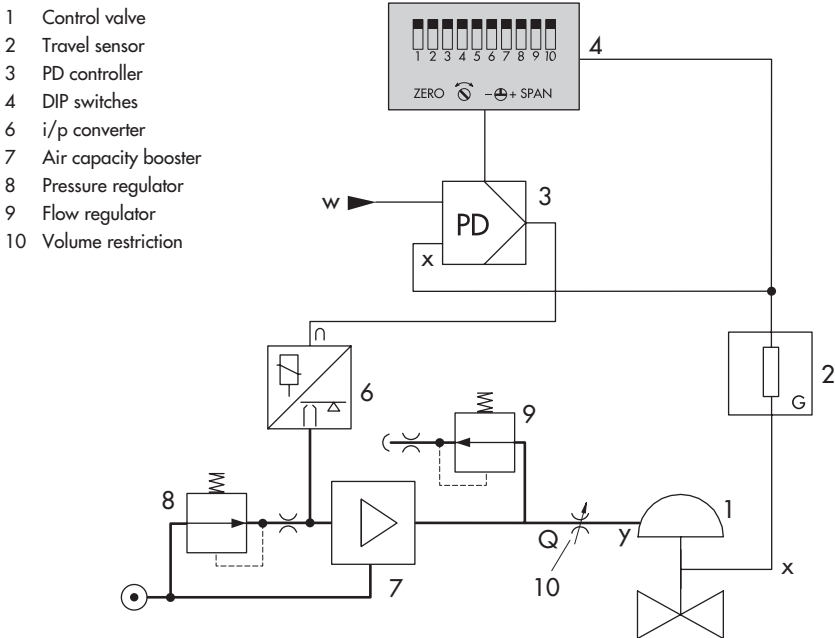 1 Control valve
2 Travel sensor
3 PD controller
4 DIP switches
6 i/p converter
7 Air capacity booster
8 Pressure regulator
9 Flow regulator
10 Volume restriction
1 2 3 4 5 6 7 8 9 10
4
ZERO - + SPAN
w
PD
3
x
2
G
6
9
8
7
Q
10
y
1
x